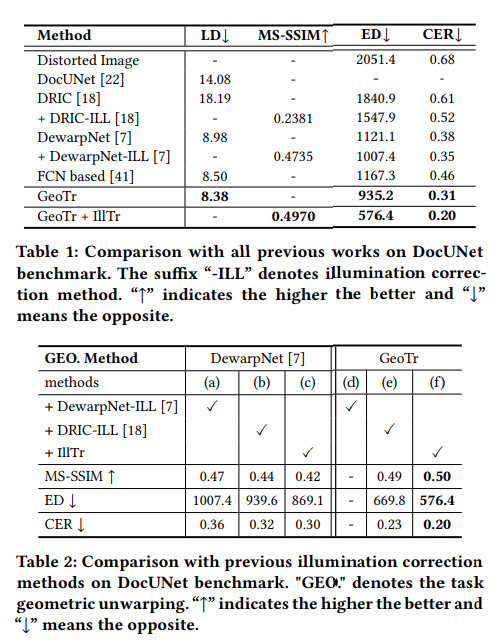 Method LD↓ MS-SSIM↑ ED↓ CER↓
Distorted Image - - 2051.4 0.68
DocUNet [22] 14.08 - - -
DRIC [18] 18.19 - 1840.9 0.61
+ DRIC-ILL [18] - 0.2381 1547.9 0.52
DewarpNet [7] 8.98 - 1121.1 0.38
+ DewarpNet-ILL [7] - 0.4735 1007.4 0.35
FCN based [41] 8.50 - 1167.3 0.46
GeoTr 8.38 - 935.2 0.31
GeoTr + IllTr - 0.4970 576.4 0.20
Table 1: Comparison with all previous works on DocUNet
benchmark. The suffix “-ILL” denotes illumination correc-
tion method. “↑” indicates the higher the better and “↓”
means the opposite.
GEO. Method DewarpNet [7] GeoTr
methods (a) (b) (c) (d) (e) (f)
+ DewarpNet-ILL [7] ✓ ✓
+ DRIC-ILL [18] ✓ ✓
+ IllTr ✓ ✓
MS-SSIM ↑ 0.47 0.44 0.42 - 0.49 0.50
ED ↓ 1007.4 939.6 869.1 - 669.8 576.4
CER ↓ 0.36 0.32 0.30 - 0.23 0.20
Table 2: Comparison with previous illumination correction
methods on DocUNet benchmark. "GEO." denotes the task
geometric unwarping. “↑” indicates the higher the better and
“↓” means the opposite.